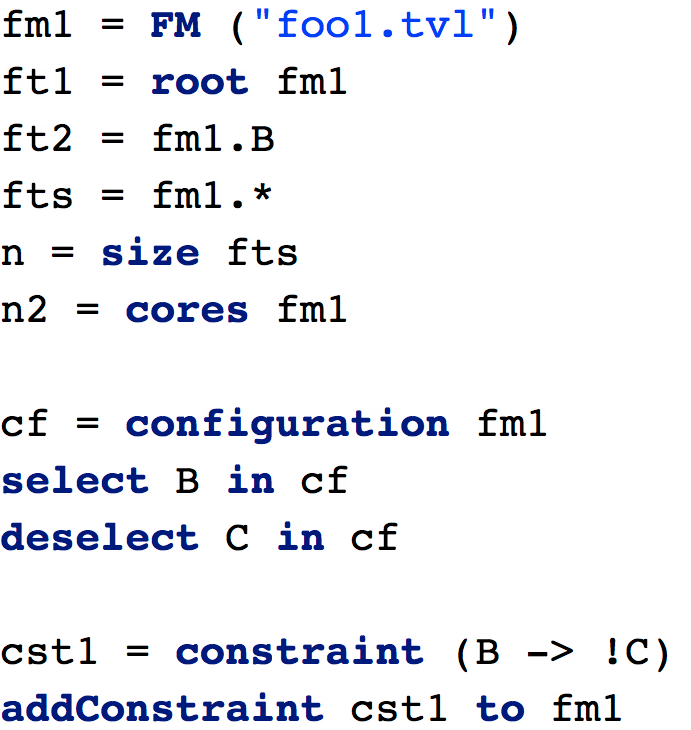 fm1 = FM ("foo1.tvl")
ft1 = root fm1
ft2 = fm1.B
fts = fm1.*
n = size fts
n2 = cores fm1
cf = configuration fm1
select B in cf
deselect C in cf
cst1 = constraint (B -> !C)
addConstraint cst1 to fm1